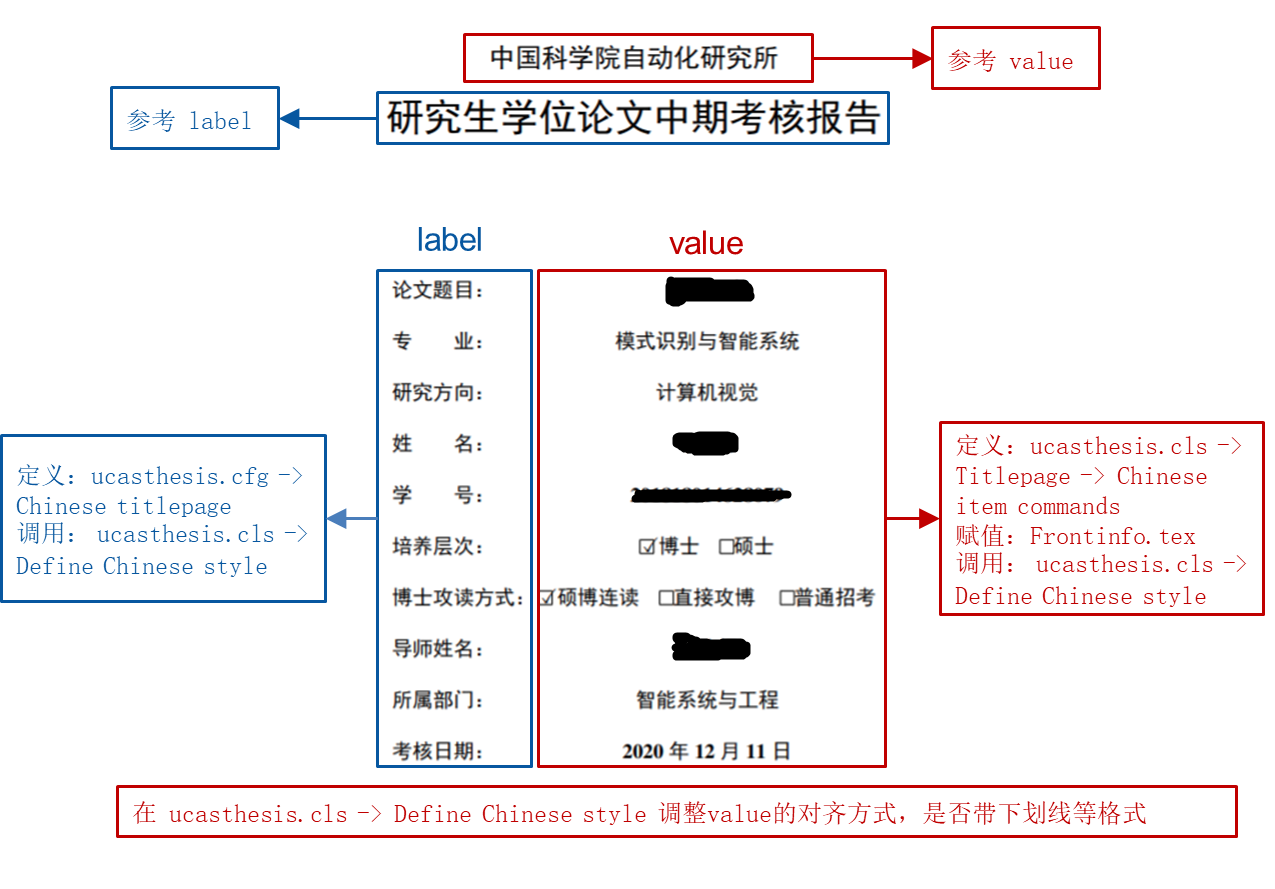 中国科学院自动化研究所
参考 value
参考 label
研究生学位论文中期考核报告
label
value
论文题目：
专　　业：
模式识别与智能系统
研究方向：
计算机视觉
姓　　名：
学　　号：
培养层次：
☑博士 □硕士
博士攻读方式：
☑硕博连读 □直接攻博 □普通招考
导师姓名：
所属部门：
智能系统与工程
考核日期：
2020 年 12 月 11 日
定义：ucasthesis.cfg ->
Chinese titlepage
调用： ucasthesis.cls ->
Define Chinese style
定义：ucasthesis.cls ->
Titlepage -> Chinese
item commands
赋值：Frontinfo.tex
调用： ucasthesis.cls ->
Define Chinese style
在 ucasthesis.cls -> Define Chinese style 调整value的对齐方式，是否带下划线等格式